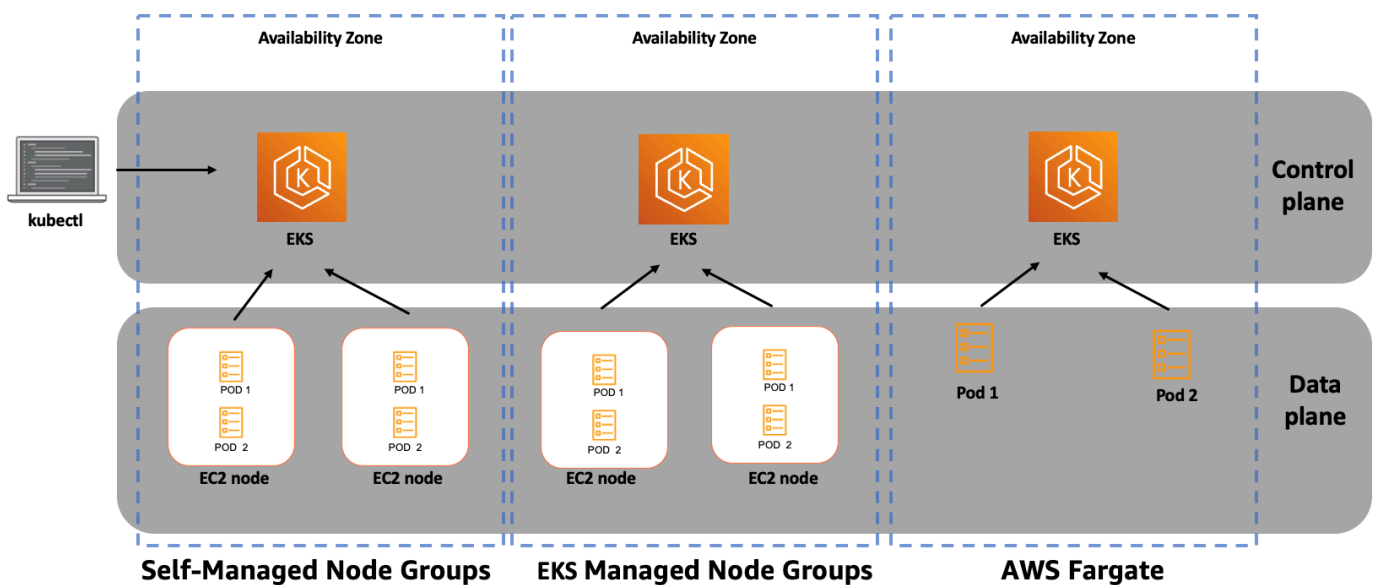 Availability Zone
Availability Zone
Availability Zone
K
K
K
Control
plane
kubectl
EKS
EKS
EKS
POD 1
POD 2
EC2 node
POD 1
POD 2
EC2 node
POD 1
POD 2
EC2 node
POD 1
POD 2
EC2 node
Pod 1
Pod 2
Data
plane
Self-Managed Node Groups
EKS Managed Node Groups
AWS Fargate